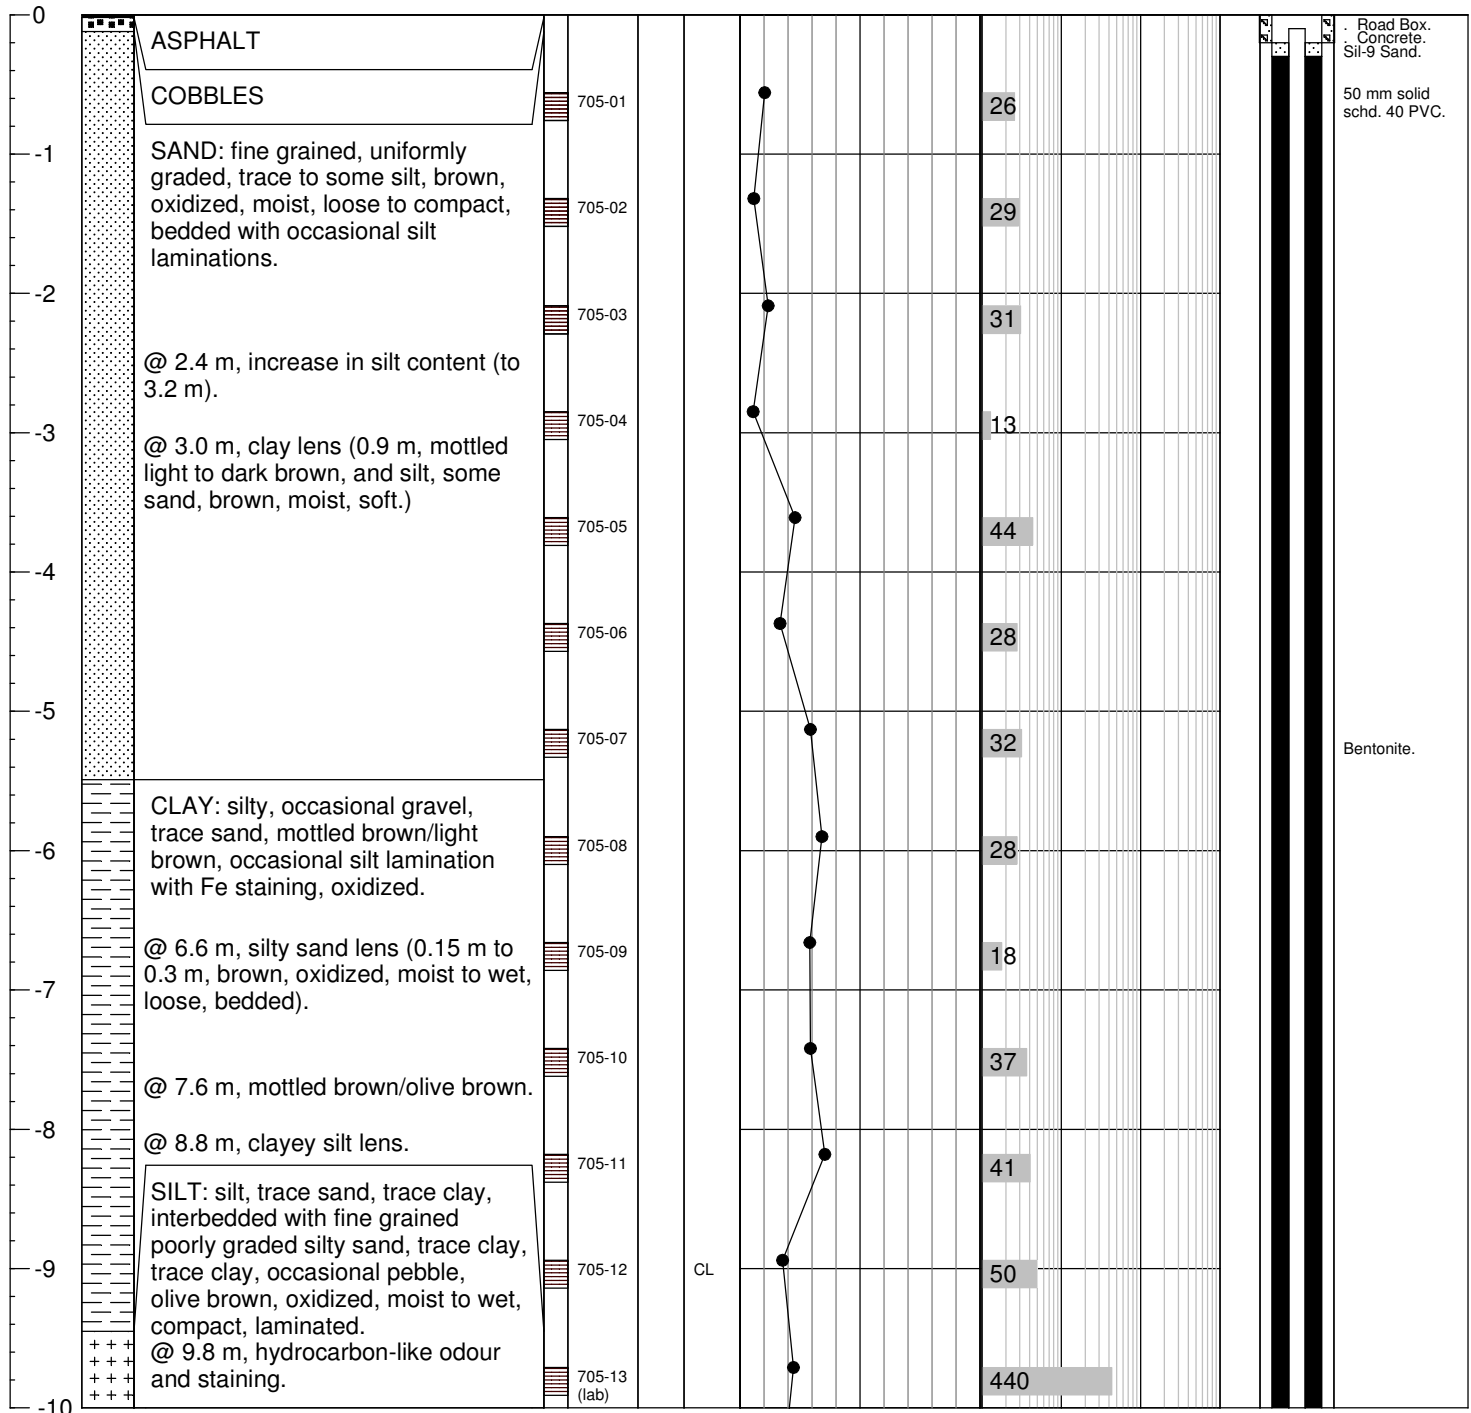 0
ASPHALT
. Road Box.
. Concrete.
Sil-9 Sand.
COBBLES
705-01
26
50 mm solid
schd. 40 PVC.
-1
SAND: fine grained, uniformly
graded, trace to some silt, brown,
oxidized, moist, loose to compact,
bedded with occasional silt
laminations.
705-02
29
-2
705-03
31
@ 2.4 m, increase in silt content (to
3.2 m).
705-04
13
-3
@ 3.0 m, clay lens (0.9 m, mottled
light to dark brown, and silt, some
sand, brown, moist, soft.)
705-05
44
-4
705-06
28
-5
705-07
32
Bentonite.
CLAY: silty, occasional gravel,
trace sand, mottled brown/light
brown, occasional silt lamination
with Fe staining, oxidized.
705-08
28
-6
@ 6.6 m, silty sand lens (0.15 m to
0.3 m, brown, oxidized, moist to wet,
loose, bedded).
705-09
18
-7
705-10
37
@ 7.6 m, mottled brown/olive brown.
-8
@ 8.8 m, clayey silt lens.
705-11
41
SILT: silt, trace sand, trace clay,
interbedded with fine grained
poorly graded silty sand, trace clay,
trace clay, occasional pebble,
olive brown, oxidized, moist to wet,
compact, laminated.
-9
705-12
CL
50
@ 9.8 m, hydrocarbon-like odour
and staining.
705-13
(lab)
440
-10